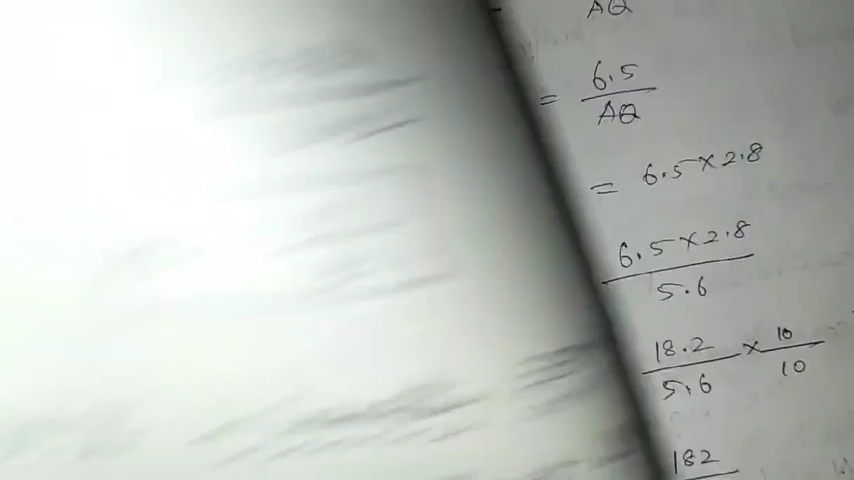 AQ
= 6.5 / AQ
= 6.5 × 2.8
6.5 × 2.8 / 5.6
18.2 / 5.6 × 10 / 10
182